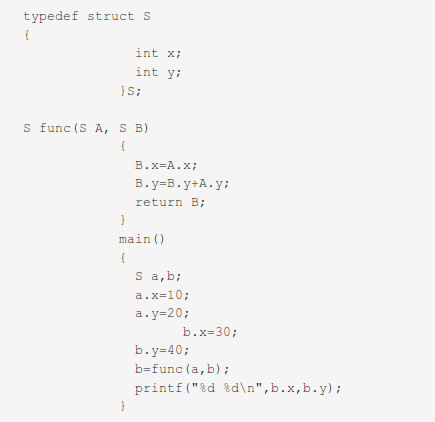 typedef struct S
{
int x;
int y;
}S;
S func(S A, S B)
{
B.x=A.x;
B.y=B.y+A.y;
return B;
}
main()
{
S a,b;
a.x=10;
a.y=20;
b.x=30;
b.y=40;
b=func(a,b);
printf("%d %d\n",b.x,b.y);
}